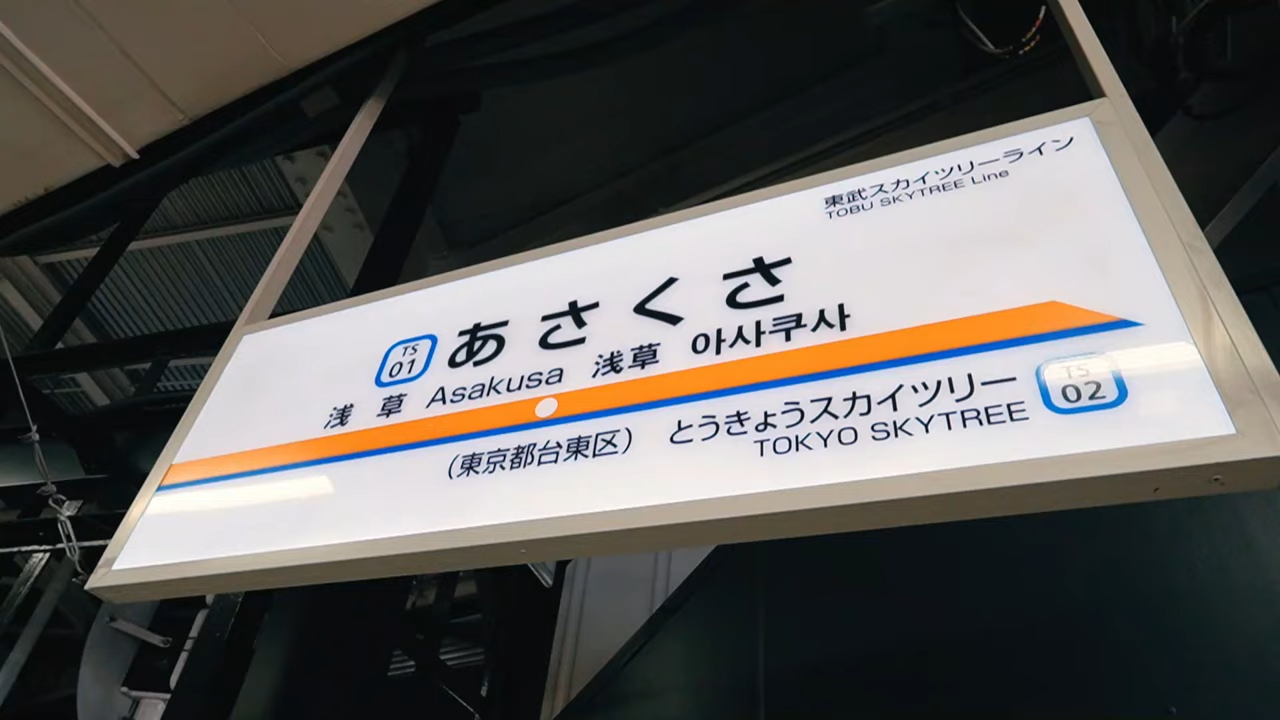 東武スカイツリーライン
TOBU SKYTREE Line
TS 01 あさくさ
浅草 Asakusa 浅草 아사쿠사
(東京都台東区) とうきょうスカイツリー TS 02
TOKYO SKYTREE